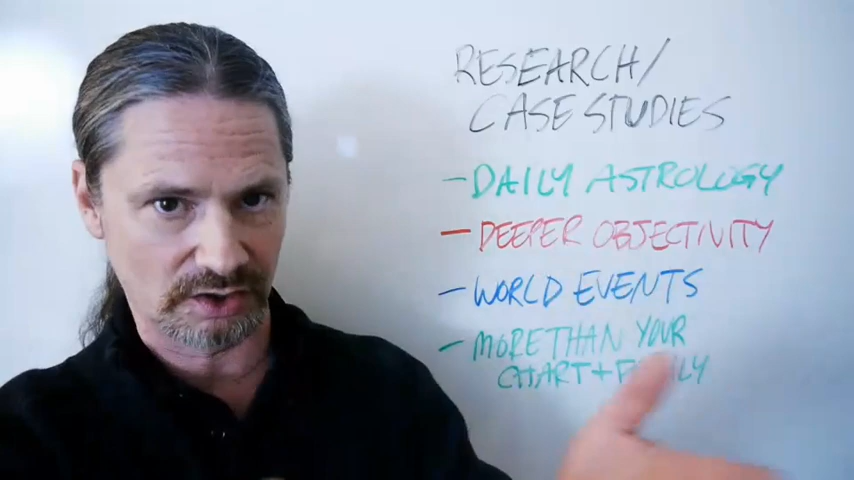 RESEARCH/
CASE STUDIES
- DAILY ASTROLOGY
- DEEPER OBJECTIVITY
- WORLD EVENTS
- MORE THAN YOUR
CHART +